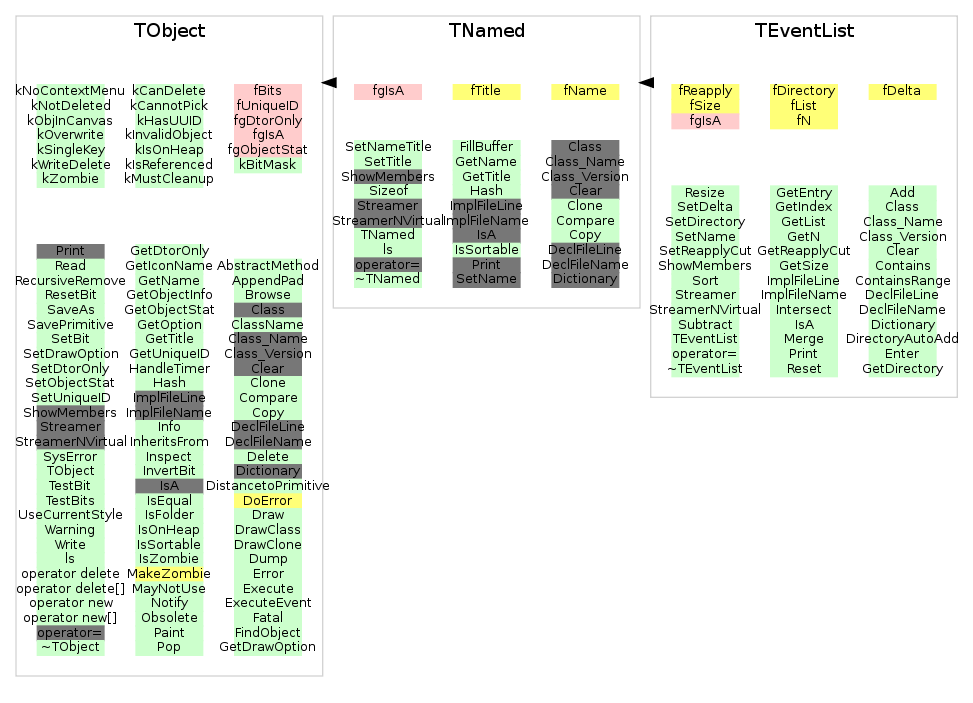 TObject
kNoContextMenu kCanDelete fBits
kNotDeleted kCannotPick fUniqueID
kObjInCanvas kHasUUID fgDtorOnly
kOverwrite kInvalidObject fgIsA
kSingleKey kIsOnHeap fgObjectStat
kWriteDelete kIsReferenced kBitMask
kZombie kMustCleanup
Print GetDtorOnly
Read GetIconName AbstractMethod
RecursiveRemove GetName AppendPad
ResetBit GetObjectInfo Browse
SaveAs GetObjectStat Class
SavePrimitive GetOption ClassName
SetBit GetTitle Class_Name
SetDrawOption GetUniqueID Class_Version
SetDtorOnly HandleTimer Clear
SetObjectStat Hash Clone
SetUniqueID ImplFileLine Compare
ShowMembers ImplFileName Copy
Streamer Info DeclFileLine
StreamerNVirtual InheritsFrom DeclFileName
SysError Inspect Delete
TObject InvertBit Dictionary
TestBit IsA DistancetoPrimitive
TestBits IsEqual DoError
UseCurrentStyle IsFolder Draw
Warning IsOnHeap DrawClass
Write IsSortable DrawClone
ls IsZombie Dump
operator delete MakeZombie Error
operator delete[] MayNotUse Execute
operator new Notify ExecuteEvent
operator new[] Obsolete Fatal
operator= Paint FindObject
~TObject Pop GetDrawOption
TNamed
fgIsA fTitle fName
SetNameTitle FillBuffer Class
SetTitle GetName Class_Name
ShowMembers GetTitle Class_Version
Sizeof Hash Clear
Streamer ImplFileLine Clone
StreamerNVirtual ImplFileName Compare
TNamed IsA Copy
ls IsSortable DeclFileLine
operator= Print DeclFileName
~TNamed SetName Dictionary
TEventList
fReapply fDirectory fDelta
fSize fList
fgIsA fN
Resize GetEntry Add
SetDelta GetIndex Class
SetDirectory GetList Class_Name
SetName GetN Class_Version
SetReapplyCut GetReapplyCut Clear
ShowMembers GetSize Contains
Sort ImplFileLine ContainsRange
Streamer ImplFileName DeclFileLine
StreamerNVirtual Intersect DeclFileName
Subtract IsA Dictionary
TEventList Merge DirectoryAutoAdd
operator= Print Enter
~TEventList Reset GetDirectory